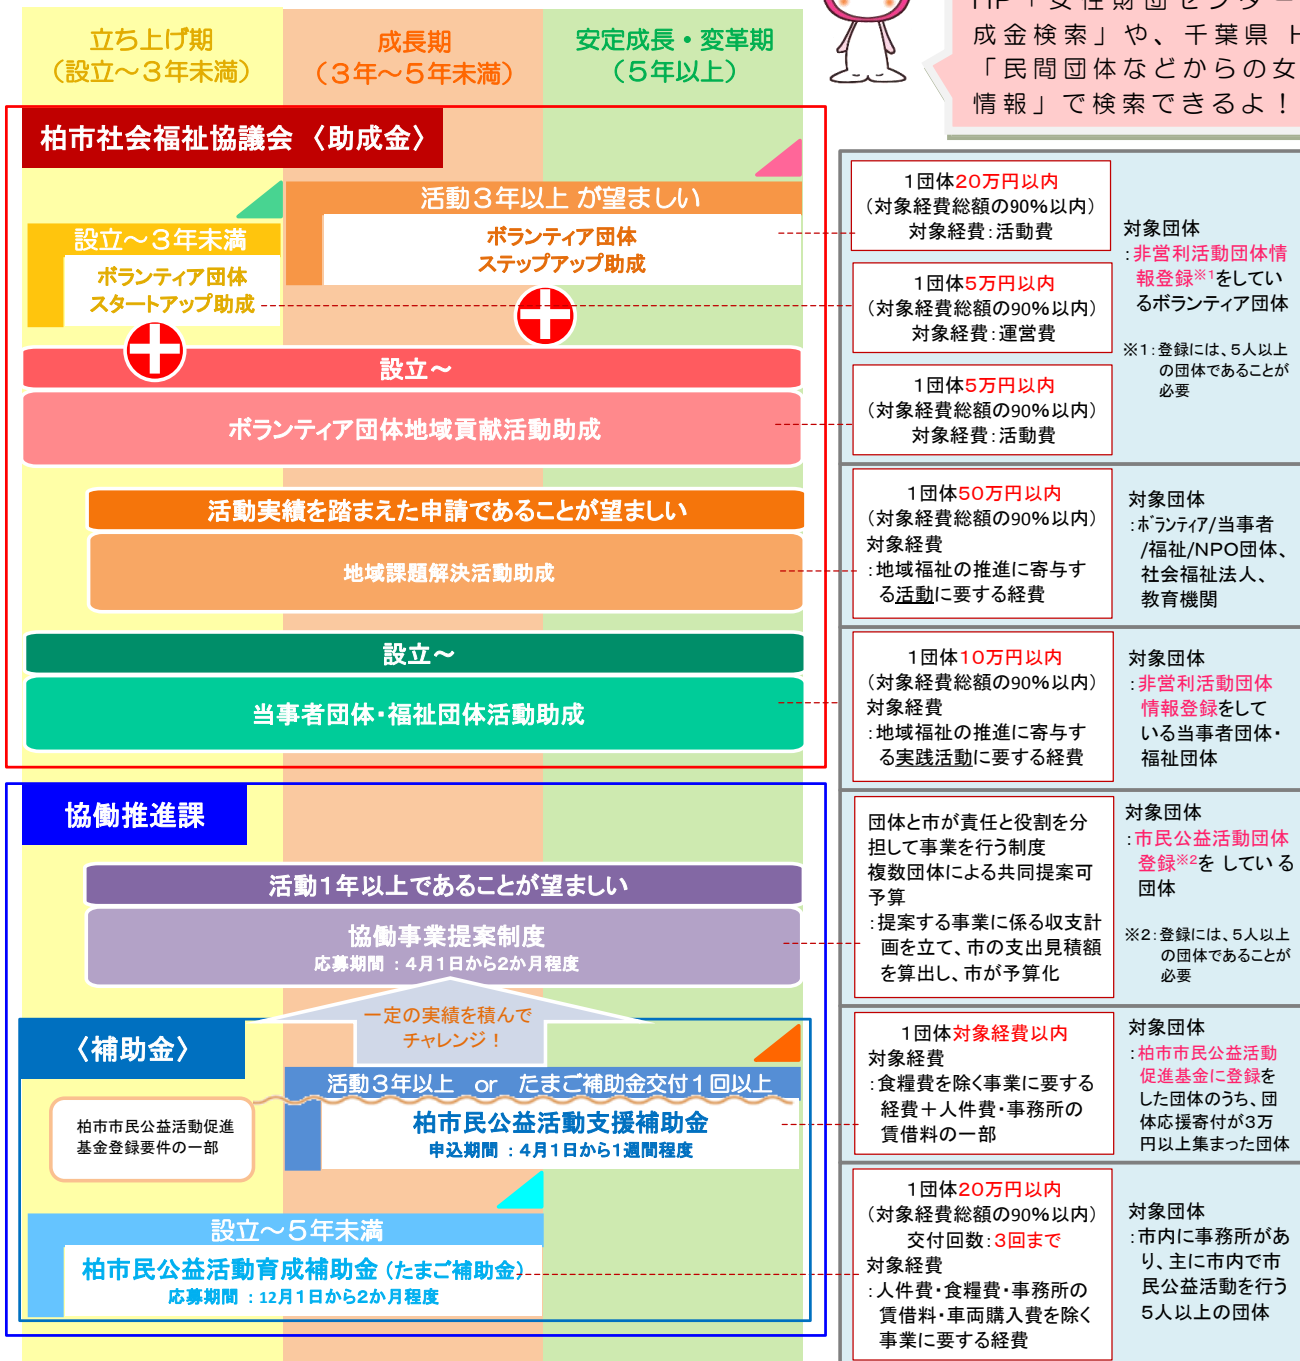 立ち上げ期
（設立～３年未満）
成長期
（３年～５年未満）
安定成長・変革期
（５年以上）
成金検索」や、千葉県
「民間団体などからの女
情報」で検索できるよ！
柏市社会福祉協議会〈助成金〉
活動３年以上 が望ましい
ボランティア団体
ステップアップ助成
設立～３年未満
ボランティア団体
スタートアップ助成
設立～
ボランティア団体地域貢献活動助成
活動実績を踏まえた申請であることが望ましい
地域課題解決活動助成
設立～
当事者団体・福祉団体活動助成
1団体20万円以内
（対象経費総額の90％以内）
対象経費：活動費
1団体5万円以内
（対象経費総額の90％以内）
対象経費：運営費
1団体5万円以内
（対象経費総額の90％以内）
対象経費：活動費
対象団体
：非営利活動団体情
報登録※1をしてい
るボランティア団体
※1：登録には、5人以上
の団体であることが
必要
1団体50万円以内
（対象経費総額の90％以内）
対象経費
：地域福祉の推進に寄与す
る活動に要する経費
対象団体
：ボランティア/当事者
/福祉/NPO団体、
社会福祉法人、
教育機関
1団体10万円以内
（対象経費総額の90％以内）
対象経費
：地域福祉の推進に寄与す
る実践活動に要する経費
対象団体
：非営利活動団体
情報登録をして
いる当事者団体・
福祉団体
協働推進課
活動１年以上であることが望ましい
協働事業提案制度
応募期間 ：4月1日から2か月程度
団体と市が責任と役割を分
担して事業を行う制度
複数団体による共同提案可
予算
：提案する事業に係る収支計
画を立て、市の支出見積額
を算出し、市が予算化
対象団体
：市民公益活動団体
登録※2を している
団体
※2：登録には、5人以上
の団体であることが
必要
一定の実績を積んで
チャレンジ！
〈補助金〉
柏市市民公益活動促進
基金登録要件の一部
活動３年以上 or たまご補助金交付１回以上
柏市民公益活動支援補助金
申込期間 ：4月1日から1週間程度
1団体対象経費以内
対象経費
：食糧費を除く事業に要する
経費＋人件費・事務所の
賃借料の一部
対象団体
：柏市市民公益活動
促進基金に登録を
した団体のうち、団
体応援寄付が3万
円以上集まった団体
設立～５年未満
柏市民公益活動育成補助金（たまご補助金）
応募期間 ：12月1日から2か月程度
1団体20万円以内
（対象経費総額の90％以内）
交付回数：3回まで
対象経費
：人件費・食糧費・事務所の
賃借料・車両購入費を除く
事業に要する経費
対象団体
：市内に事務所があ
り、主に市内で市
民公益活動を行う
5人以上の団体